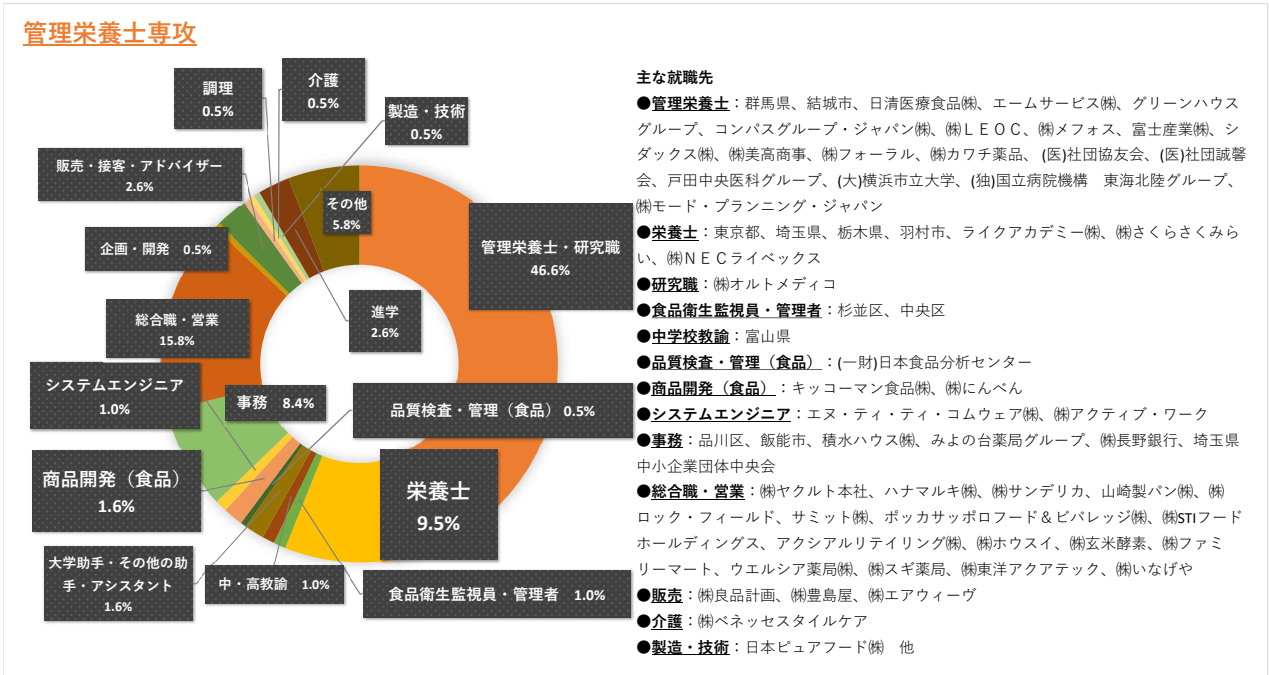 管理栄養士専攻
調理
0.5%
介護
0.5%
製造・技術
0.5%
販売・接客・アドバイザー
2.6%
その他
5.8%
管理栄養士・研究職
46.6%
企画・開発 0.5%
進学
2.6%
総合職・営業
15.8%
システムエンジニア
1.0%
事務 8.4%
品質検査・管理（食品）0.5%
商品開発（食品）
1.6%
栄養士
9.5%
大学助手・その他の助
手・アシスタント
1.6%
中・高教諭 1.0%
食品衛生監視員・管理者 1.0%
主な就職先
●管理栄養士：群馬県、結城市、日清医療食品㈱、エームサービス㈱、グリーンハウス
グループ、コンパスグループ・ジャパン㈱、㈱ＬＥＯＣ、㈱メフォス、富士産業㈱、シ
ダックス㈱、㈱美高商事、㈱フォーラル、㈱カワチ薬品、(医)社団協友会、(医)社団誠馨
会、戸田中央医科グループ、(大)横浜市立大学、(独)国立病院機構　東海北陸グループ、
㈱モード・プランニング・ジャパン
●栄養士：東京都、埼玉県、栃木県、羽村市、ライクアカデミー㈱、㈱さくらさくみら
い、㈱ＮＥＣライベックス
●研究職：㈱オルトメディコ
●食品衛生監視員・管理者：杉並区、中央区
●中学校教諭：富山県
●品質検査・管理（食品）：(一財)日本食品分析センター
●商品開発（食品）：キッコーマン食品㈱、㈱にんべん
●システムエンジニア：エヌ・ティ・ティ・コムウェア㈱、㈱アクティブ・ワーク
●事務：品川区、飯能市、積水ハウス㈱、みよの台薬局グループ、㈱長野銀行、埼玉県
中小企業団体中央会
●総合職・営業：㈱ヤクルト本社、ハナマルキ㈱、㈱サンデリカ、山崎製パン㈱、㈱
ロック・フィールド、サミット㈱、ポッカサッポロフード＆ビバレッジ㈱、㈱STIフード
ホールディングス、アクシアルリテイリング㈱、㈱ホウスイ、㈱玄米酵素、㈱ファミ
リーマート、ウエルシア薬局㈱、㈱スギ薬局、㈱東洋アクアテック、㈱いなげや
●販売：㈱良品計画、㈱豊島屋、㈱エアウィーヴ
●介護：㈱ベネッセスタイルケア
●製造・技術：日本ピュアフード㈱　他